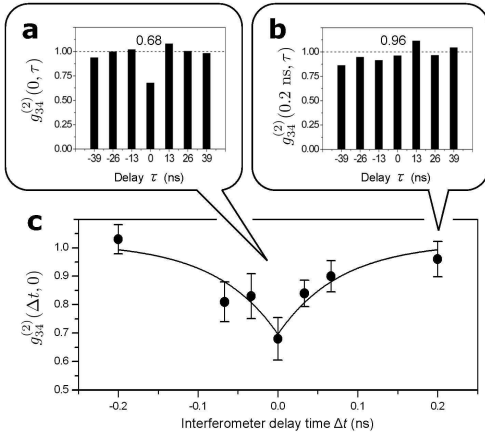 a
0.68
g34(2)(0, τ)
1.00
0.75
0.50
0.25
0.00
-39 -26 -13 0 13 26 39
Delay τ (ns)
b
0.96
g34(2)(0.2 ns, τ)
1.00
0.75
0.50
0.25
0.00
-39 -26 -13 0 13 26 39
Delay τ (ns)
c
g34(2)(Δt, 0)
1.0
0.9
0.8
0.7
0.6
0.5
-0.2 -0.1 0.0 0.1 0.2
Interferometer delay time Δt (ns)